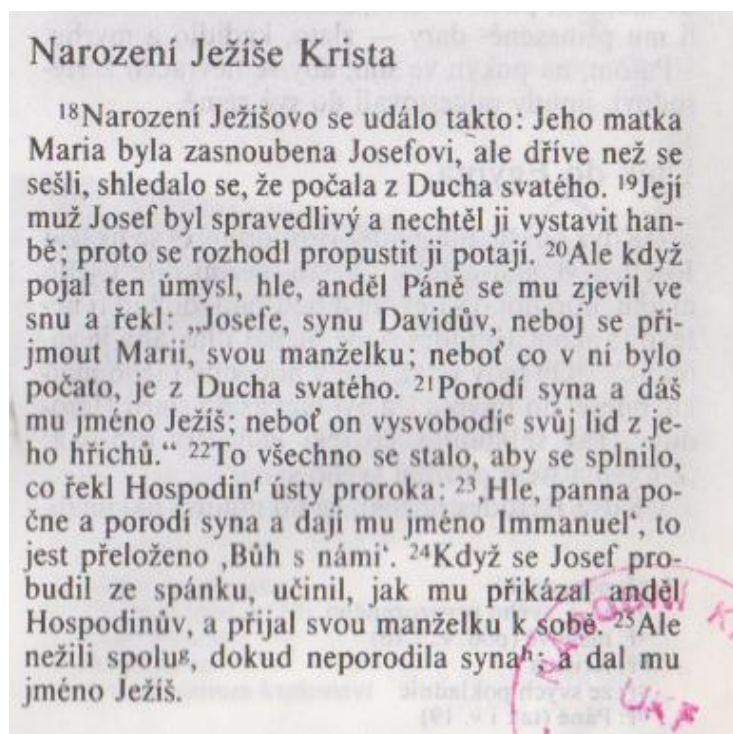 Narození Ježíše Krista
¹⁸Narození Ježíšovo se událo takto: Jeho matka
Maria byla zasnoubena Josefovi, ale dříve než se
sešli, shledalo se, že počala z Ducha svatého. ¹⁹Její
muž Josef byl spravedlivý a nechtěl ji vystavit han-
bě; proto se rozhodl propustit ji potají. ²⁰Ale když
pojal ten úmysl, hle, anděl Páně se mu zjevil ve
snu a řekl: „Josefe, synu Davidův, neboj se při-
jmout Marii, svou manželku; neboť co v ní bylo
počato, je z Ducha svatého. ²¹Porodí syna a dáš
mu jméno Ježíš; neboť on vysvobodíᵉ svůj lid z je-
ho hříchů.“ ²²To všechno se stalo, aby se splnilo,
co řekl Hospodinᶠ ústy proroka: ²³‚Hle, panna po-
čne a porodí syna a dají mu jméno Immanuel‘, to
jest přeloženo ‚Bůh s námi‘. ²⁴Když se Josef pro-
budil ze spánku, učinil, jak mu přikázal anděl
Hospodinův, a přijal svou manželku k sobě. ²⁵Ale
nežili spoluᵍ, dokud neporodila synaʰ; a dal mu
jméno Ježíš.
NÁRODNÍ